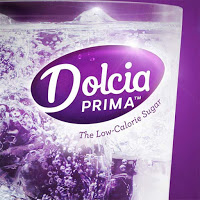 Dolcia
PRIMA™
The Low-Calorie Sugar